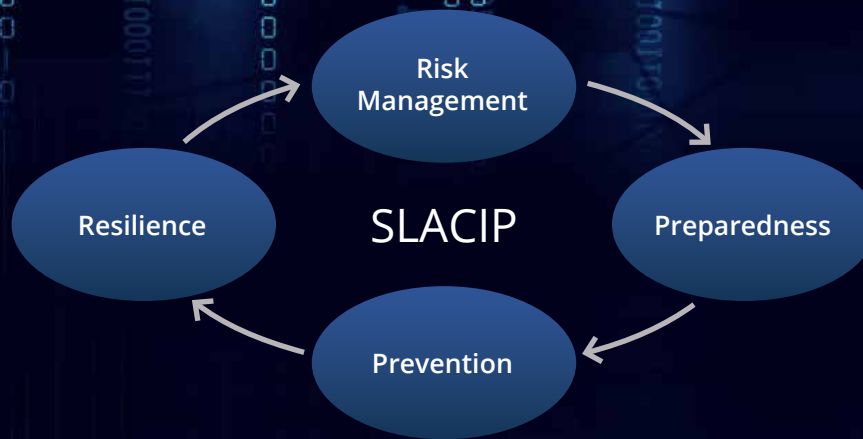 Risk
Management
Resilience
SLACIP
Preparedness
Prevention